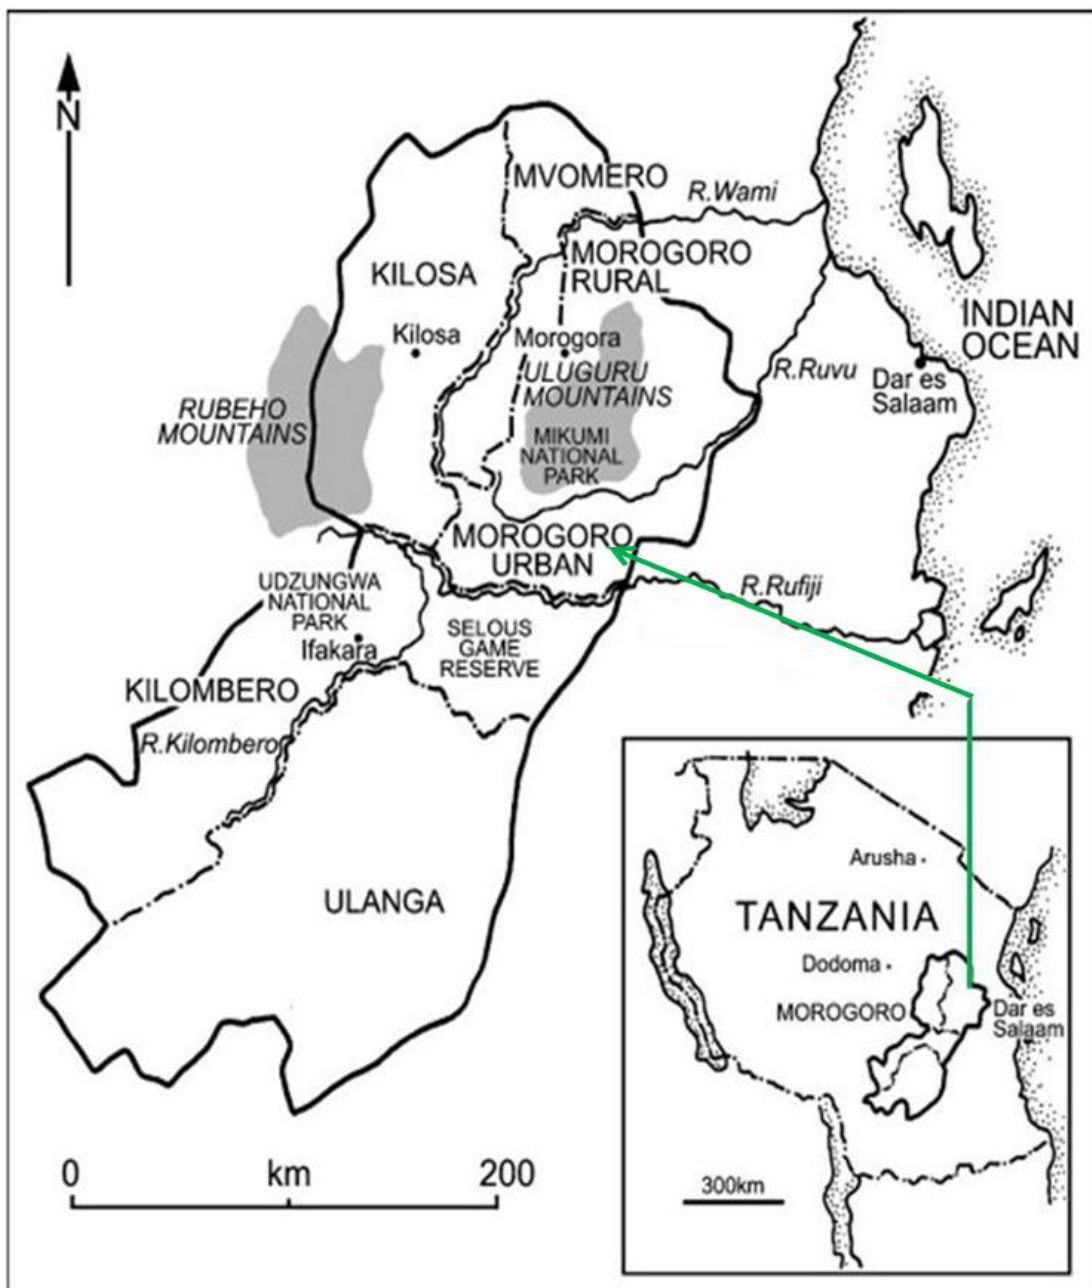 N
MVOMERO
R.Wami
MOROGORO
RURAL
KILOSA
INDIAN
OCEAN
Kilosa
Morogora
ULUGURU
MOUNTAINS
R.Ruvu
Dar es
Salaam
RUBEHO
MOUNTAINS
MIKUMI
NATIONAL
PARK
MOROGORO
URBAN
UDZUNGWA
NATIONAL
PARK
Ifakara
R.Rufiji
SELOUS
GAME
RESERVE
KILOMBERO
R.Kilombero
ULANGA
Arusha
TANZANIA
Dodoma
MOROGORO
Dar es
Salaam
300km
0 km 200